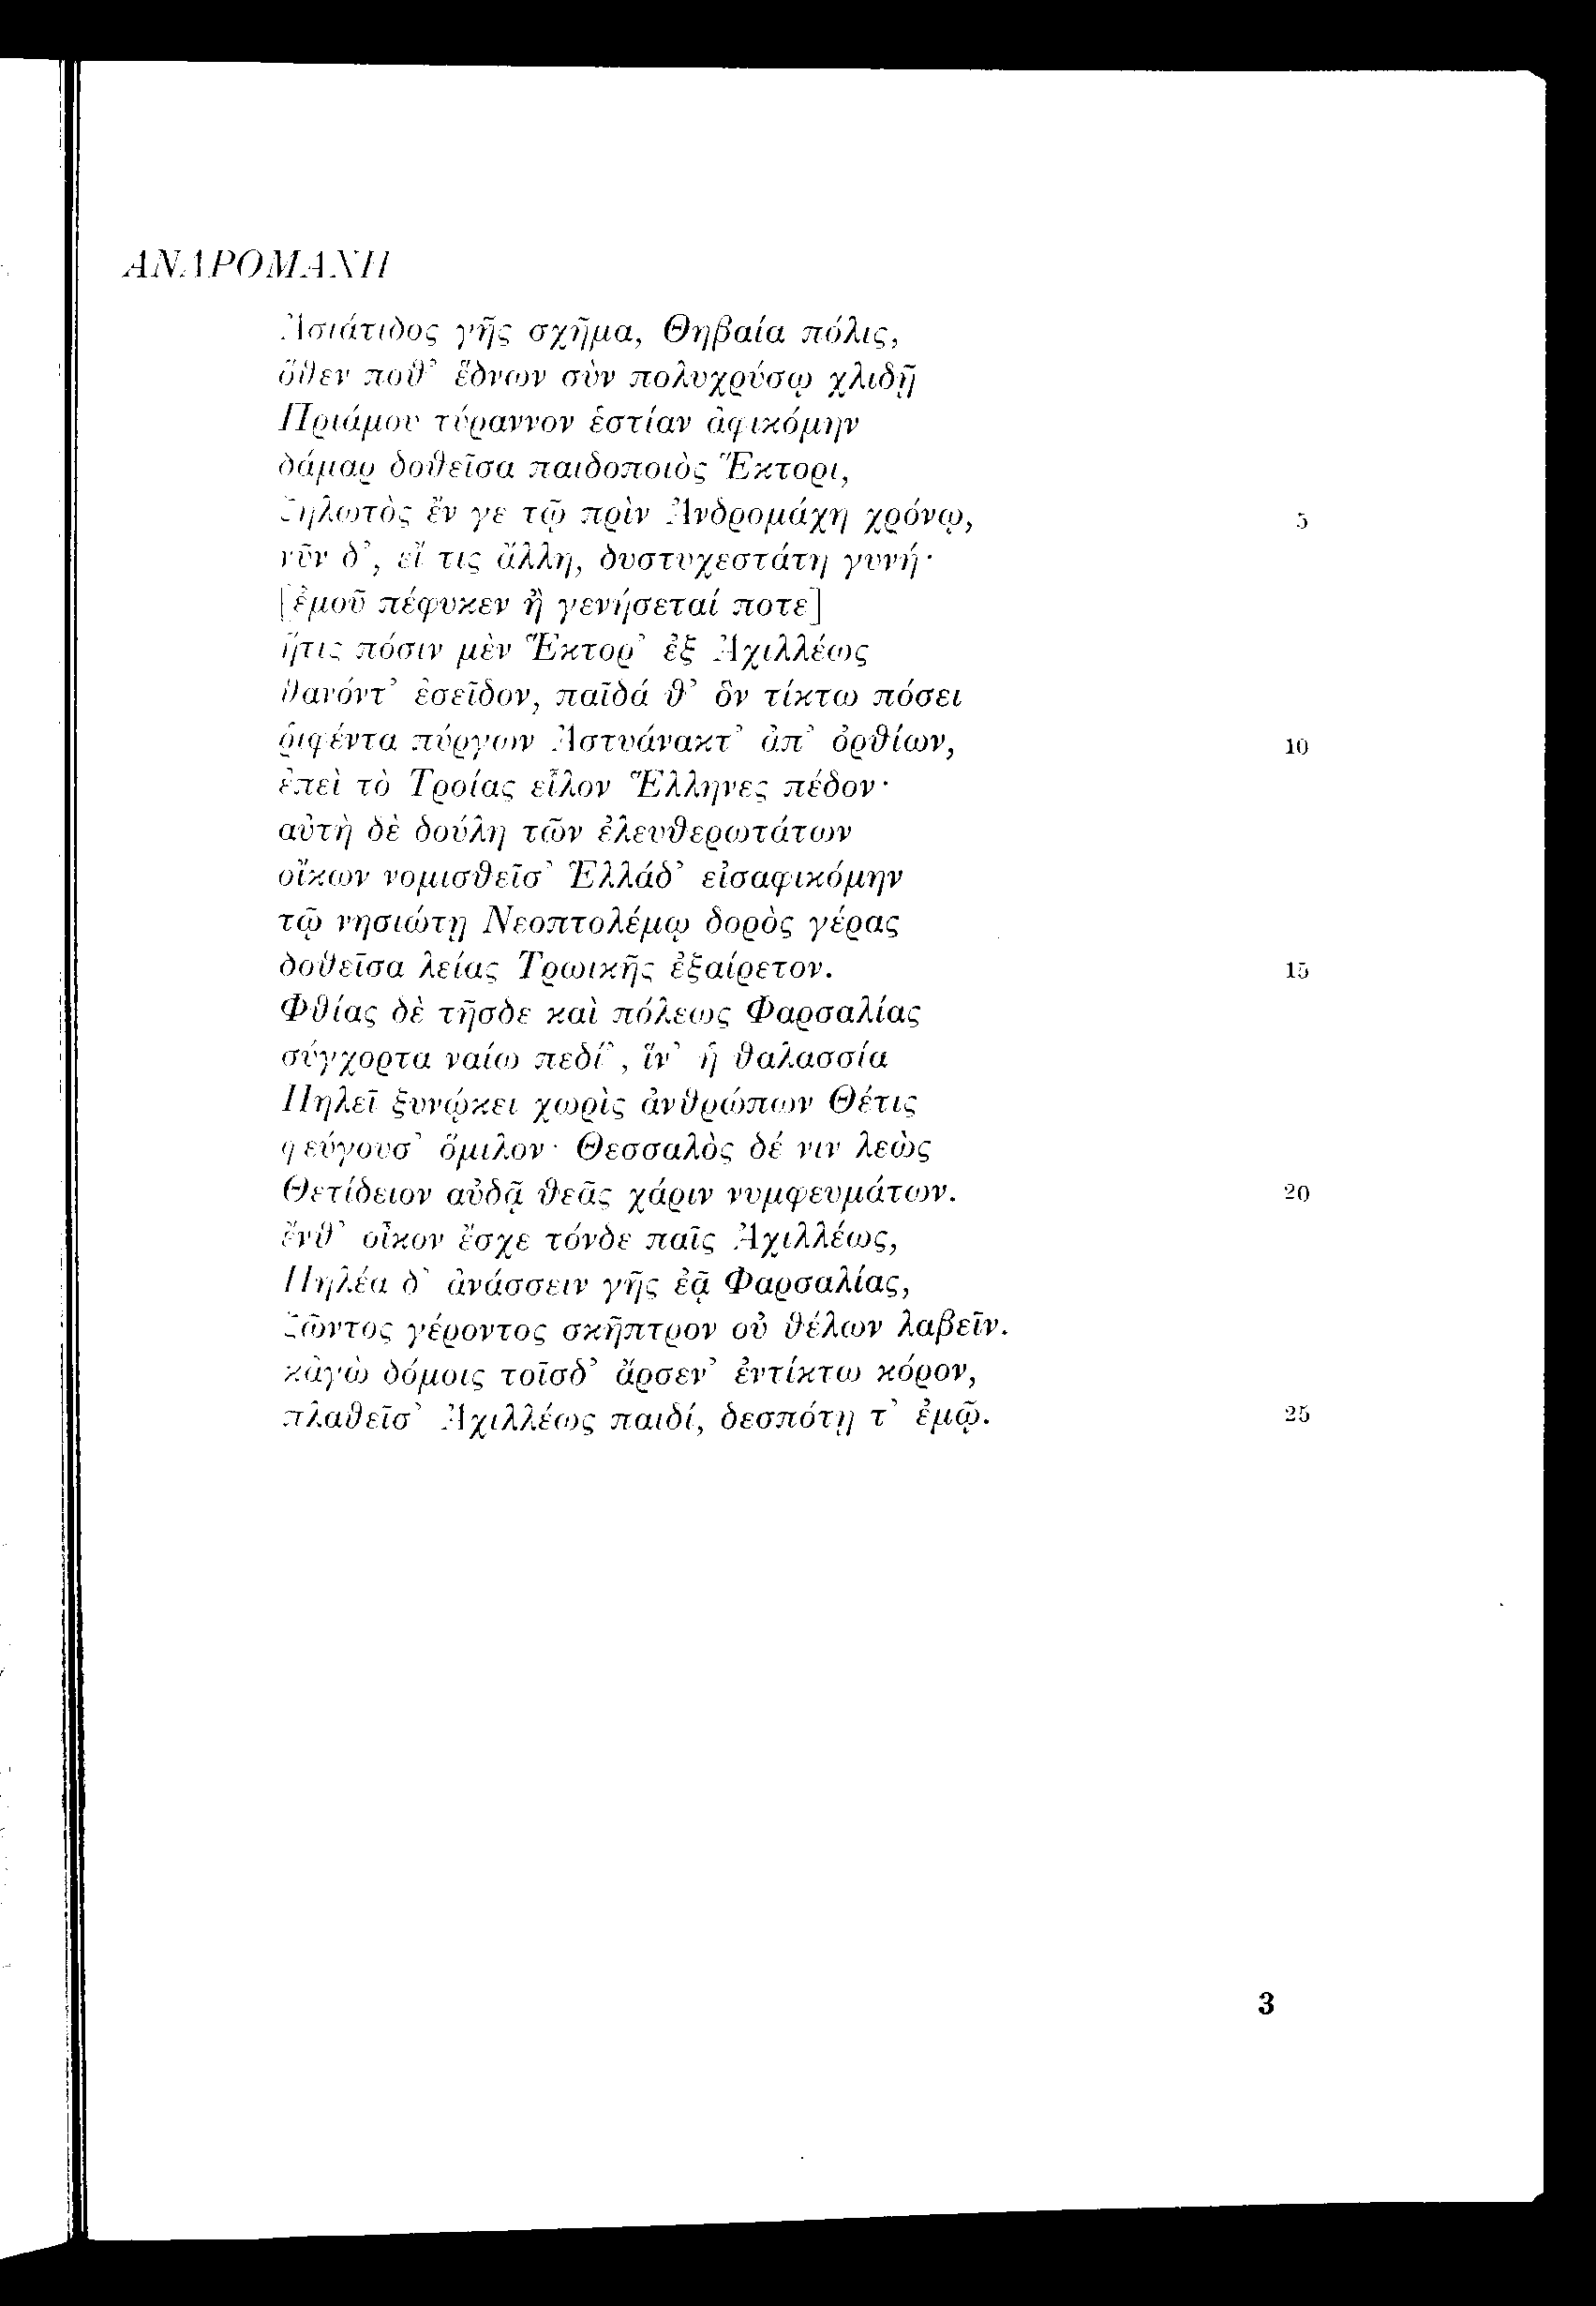 ΑΝΔΡΟΜΑΧΗ
Ἀσιάτιδος γῆς σχῆμα, Θηβαία πόλις,
ὅθεν ποθ’ ἕδνων σὺν πολυχρύσῳ χλιδῇ
Πριάμου τύραννον ἑστίαν ἀφικόμην
δάμαρ δοθεῖσα παιδοποιὸς Ἕκτορι,
ζηλωτὸς ἔν γε τῷ πρὶν Ἀνδρομάχη χρόνῳ, 5
νῦν δ’, εἴ τις ἄλλη, δυστυχεστάτη γυνή·
[ἐμοῦ πέφυκεν ἢ γενήσεταί ποτε]
ἥτις πόσιν μὲν Ἕκτορ’ ἐξ Ἀχιλλέως
θανόντ’ ἐσεῖδον, παῖδά θ’ ὃν τίκτω πόσει
ῥιφέντα πύργων Ἀστυάνακτ’ ἀπ’ ὀρθίων, 10
ἐπεὶ τὸ Τροίας εἷλον Ἕλληνες πέδον·
αὐτὴ δὲ δούλη τῶν ἐλευθερωτάτων
οἴκων νομισθεῖσ’ Ἑλλάδ’ εἰσαφικόμην
τῷ νησιώτῃ Νεοπτολέμῳ δορὸς γέρας
δοθεῖσα λείας Τρωικῆς ἐξαίρετον. 15
Φθίας δὲ τῆσδε καὶ πόλεως Φαρσαλίας
σύγχορτα ναίω πεδί’, ἵν’ ἡ θαλασσία
Πηλεῖ ξυνῴκει χωρὶς ἀνθρώπων Θέτις
φεύγουσ’ ὅμιλον· Θεσσαλὸς δέ νιν λεὼς
Θετίδειον αὐδᾷ θεᾶς χάριν νυμφευμάτων. 20
ἔνθ’ οἶκον ἔσχε τόνδε παῖς Ἀχιλλέως,
Πηλέα δ’ ἀνάσσειν γῆς ἐᾷ Φαρσαλίας,
ζῶντος γέροντος σκῆπτρον οὐ θέλων λαβεῖν.
κἀγὼ δόμοις τοῖσδ’ ἄρσεν’ ἐντίκτω κόρον,
πλαθεῖσ’ Ἀχιλλέως παιδί, δεσπότῃ τ’ ἐμῷ. 25
3